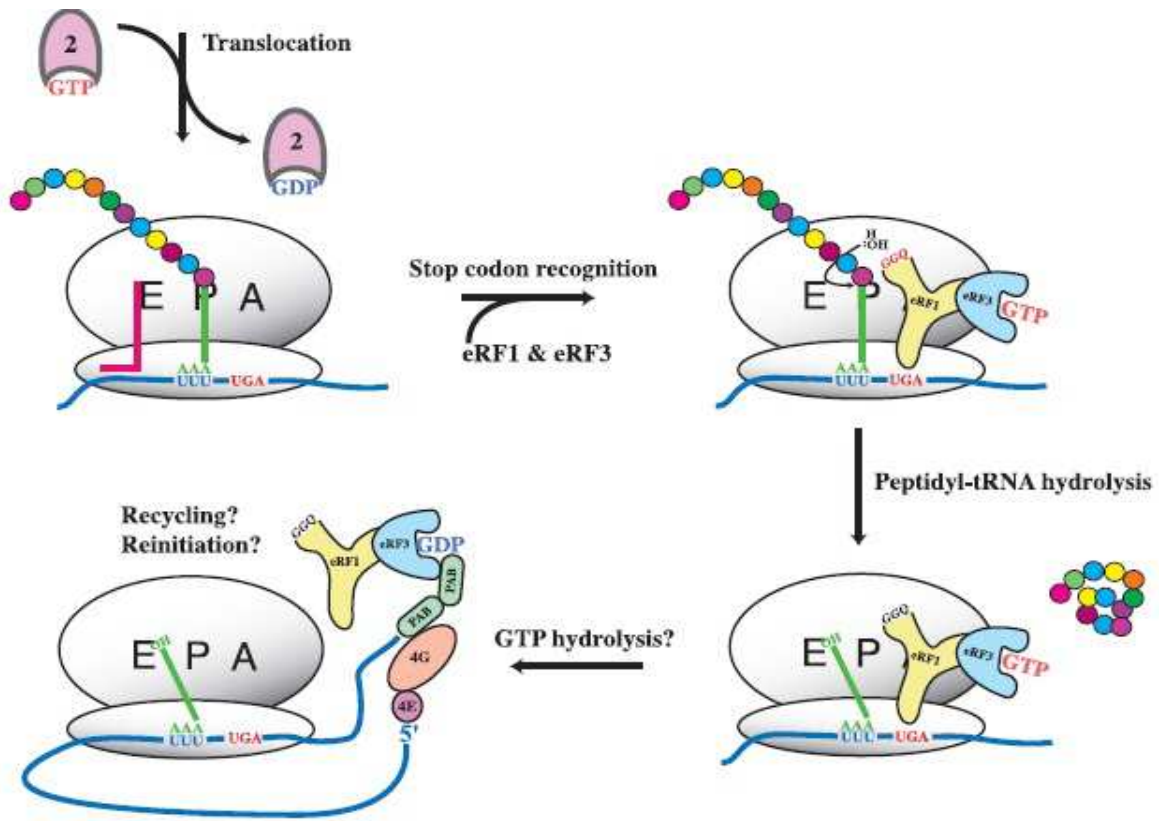 2
GTP
Translocation
2
GDP
E P A
AAA
UUU UGA
Stop codon recognition
eRF1 & eRF3
H
:OH
GGQ
E P
eRF1
eRF3
GTP
AAA
UUU UGA
Peptidyl-tRNA hydrolysis
GGQ
OH
E P
eRF1
eRF3
GTP
AAA
UUU UGA
GTP hydrolysis?
Recycling?
Reinitiation?
GGQ
eRF1
eRF3
GDP
PAB
PAB
4G
4E
5'
OH
E P A
AAA
UUU UGA